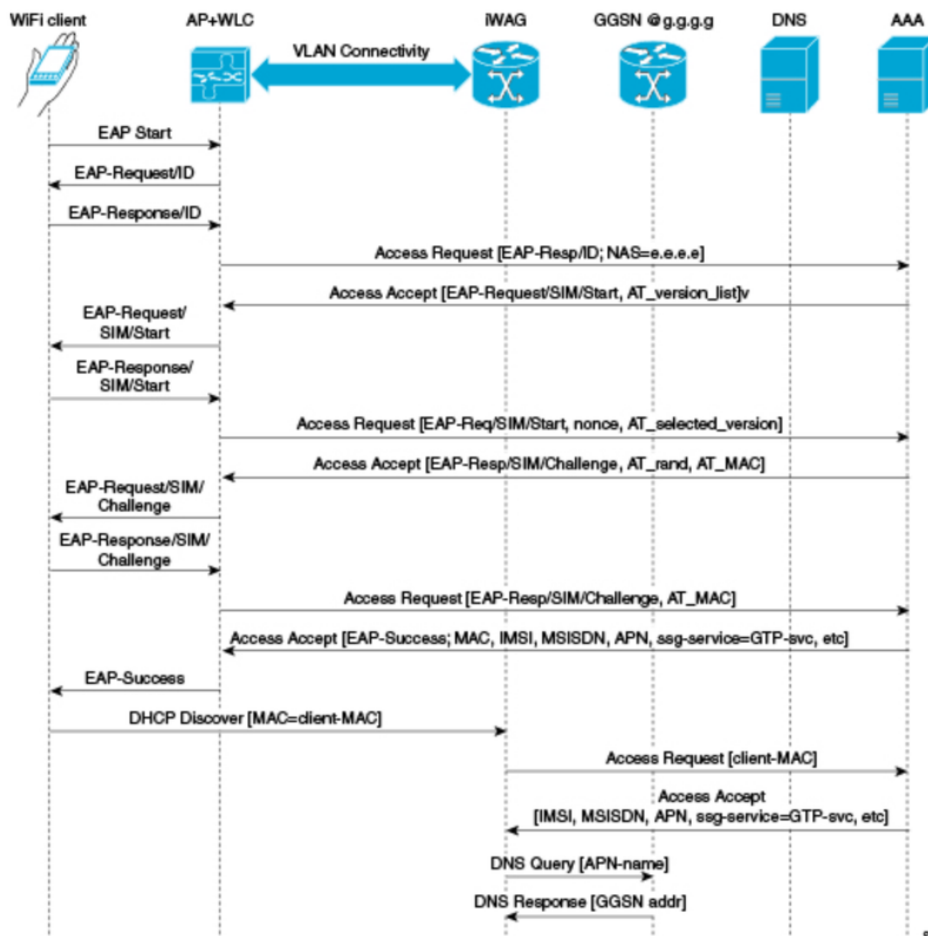 WiFi client
AP+WLC
iWAG
GGSN @g.g.g.g
DNS
AAA
VLAN Connectivity
EAP Start
EAP-Request/ID
EAP-Response/ID
Access Request [EAP-Resp/ID; NAS=e.e.e.e]
Access Accept [EAP-Request/SIM/Start, AT_version_list]v
EAP-Request/
SIM/Start
EAP-Response/
SIM/Start
Access Request [EAP-Req/SIM/Start, nonce, AT_selected_version]
Access Accept [EAP-Resp/SIM/Challenge, AT_rand, AT_MAC]
EAP-Request/SIM/
Challenge
EAP-Response/SIM/
Challenge
Access Request [EAP-Resp/SIM/Challenge, AT_MAC]
Access Accept [EAP-Success; MAC, IMSI, MSISDN, APN, ssg-service=GTP-svc, etc]
EAP-Success
DHCP Discover [MAC=client-MAC]
Access Request [client-MAC]
Access Accept
[IMSI, MSISDN, APN, ssg-service=GTP-svc, etc]
DNS Query [APN-name]
DNS Response [GGSN addr]